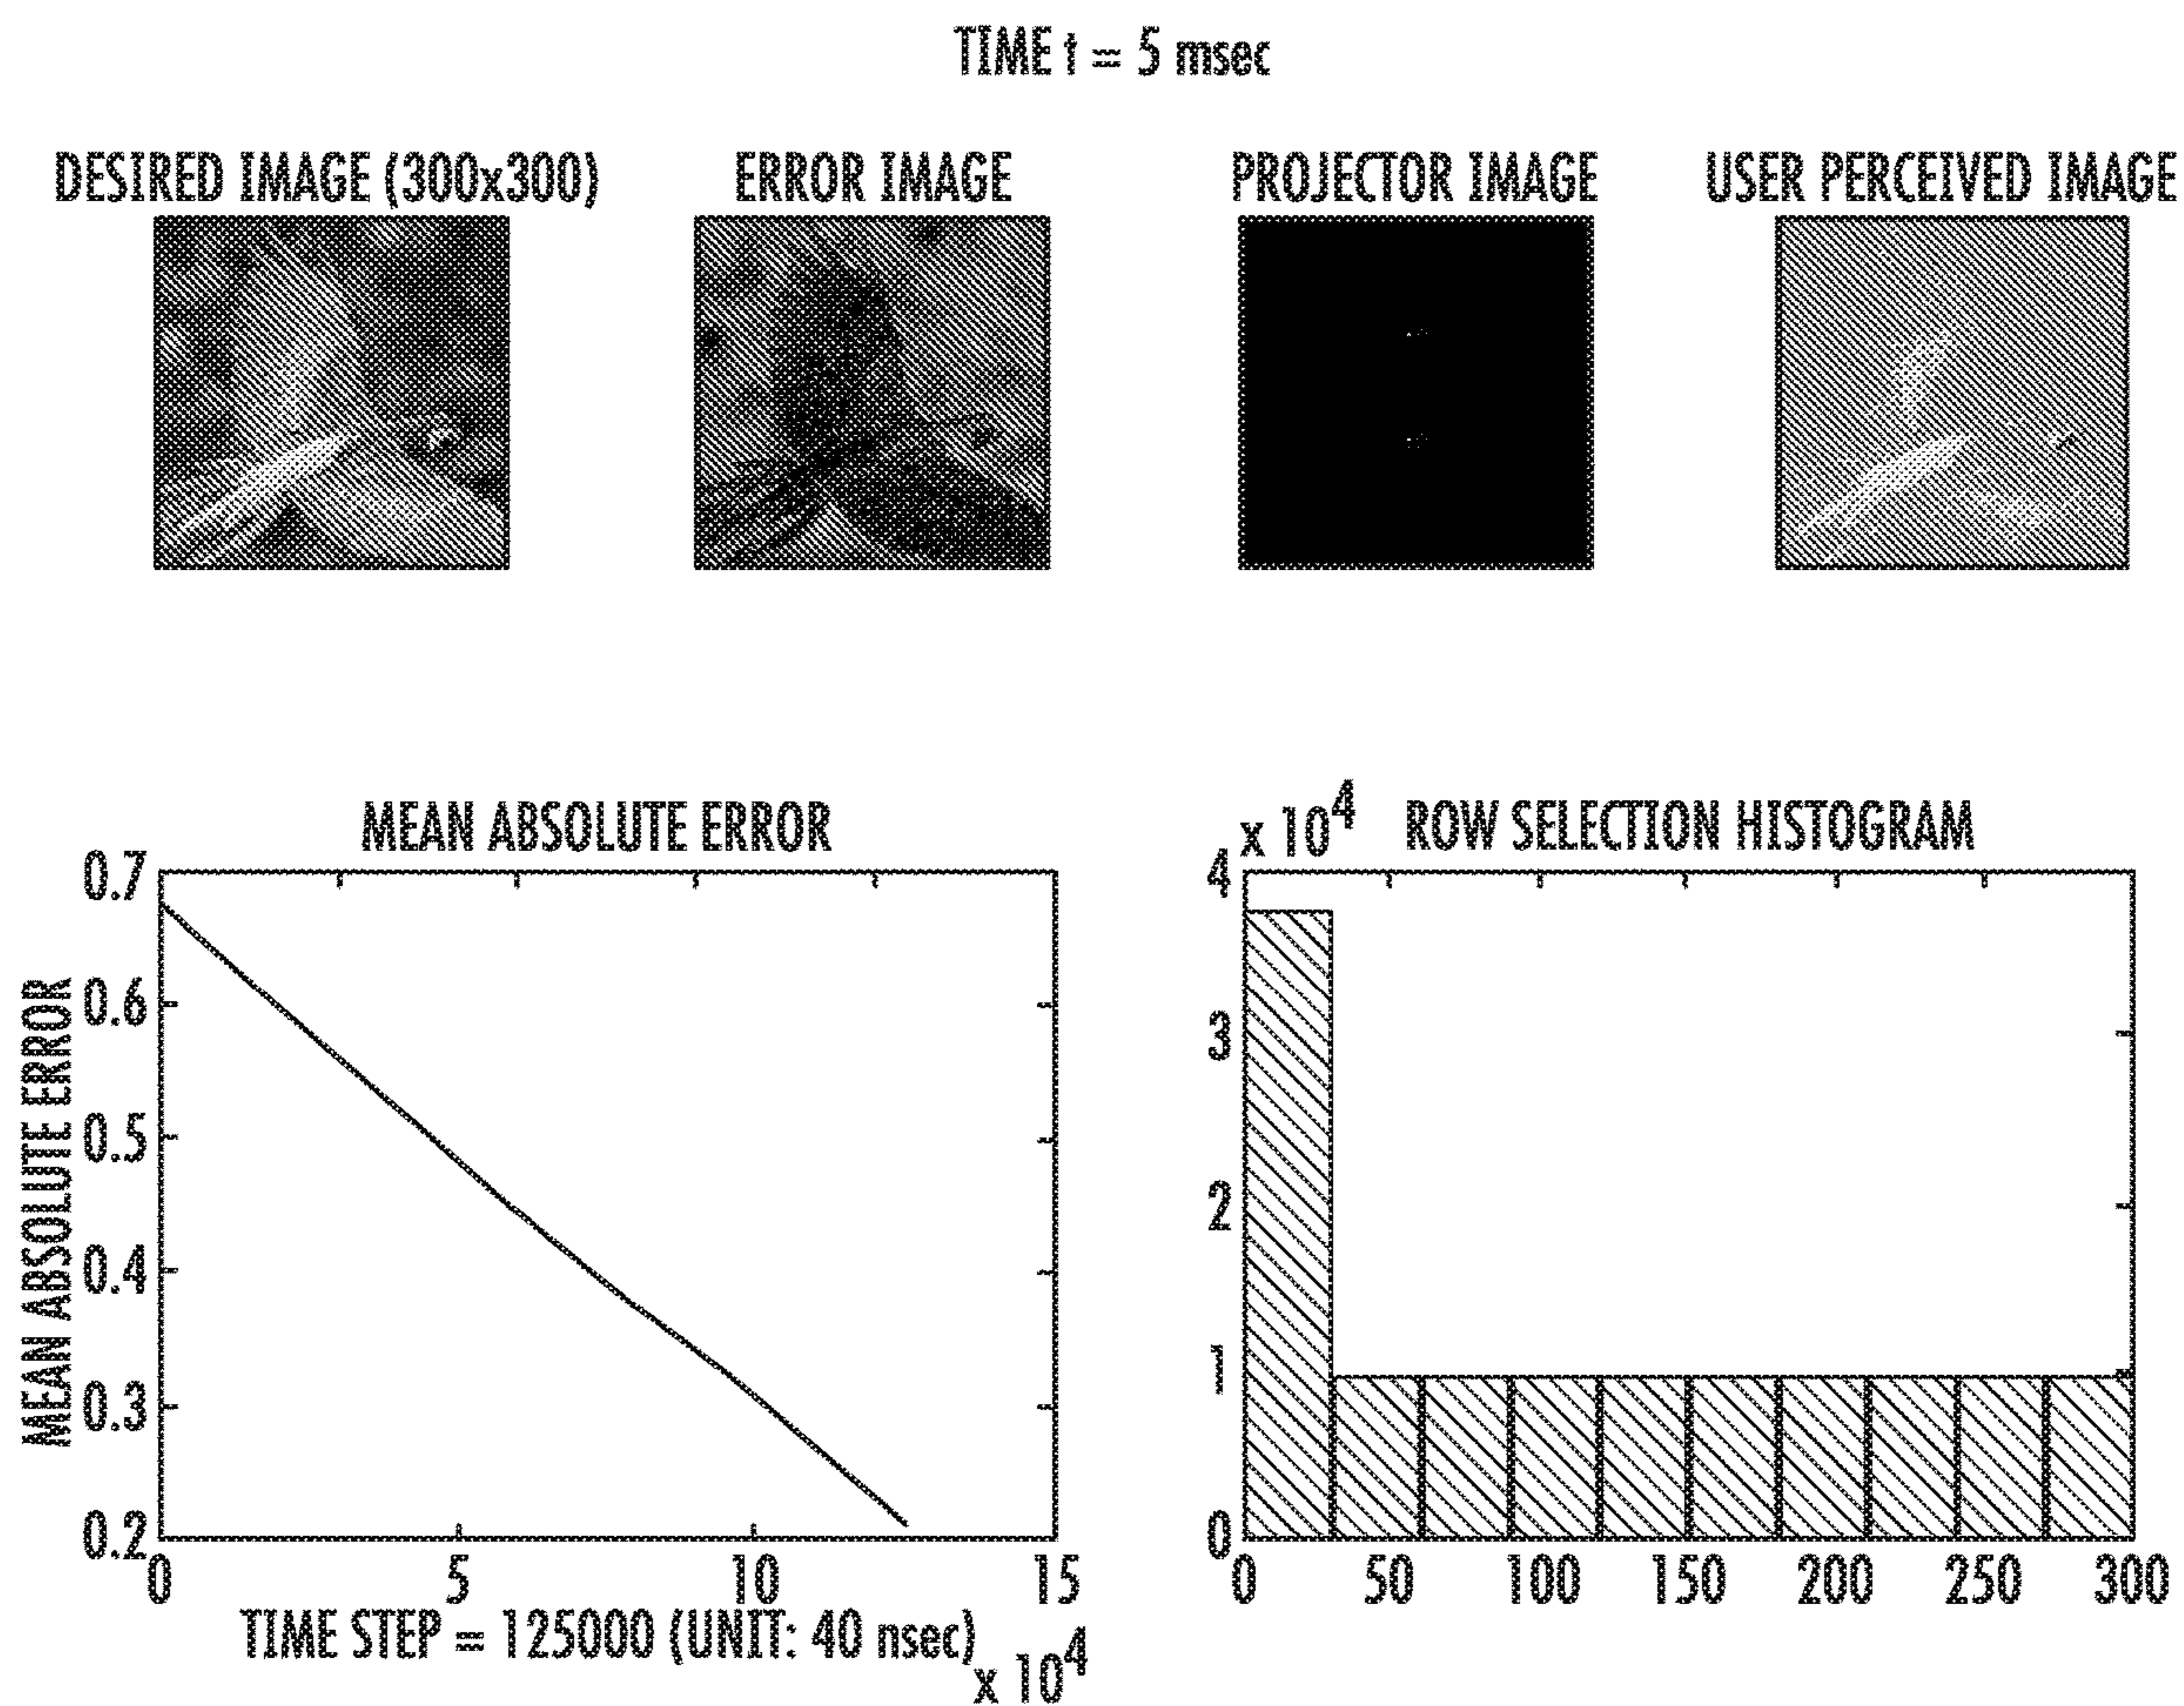 TIME t = 5 msec
DESIRED IMAGE (300x300)
ERROR IMAGE
PROJECTOR IMAGE
USER PERCEIVED IMAGE
MEAN ABSOLUTE ERROR
MEAN ABSOLUTE ERROR
0.7
0.6
0.5
0.4
0.3
0.2
0 5 10 15
TIME STEP = 125000 (UNIT: 40 nsec)
x 10^4
x 10^4
ROW SELECTION HISTOGRAM
4
3
2
1
0
0 50 100 150 200 250 300